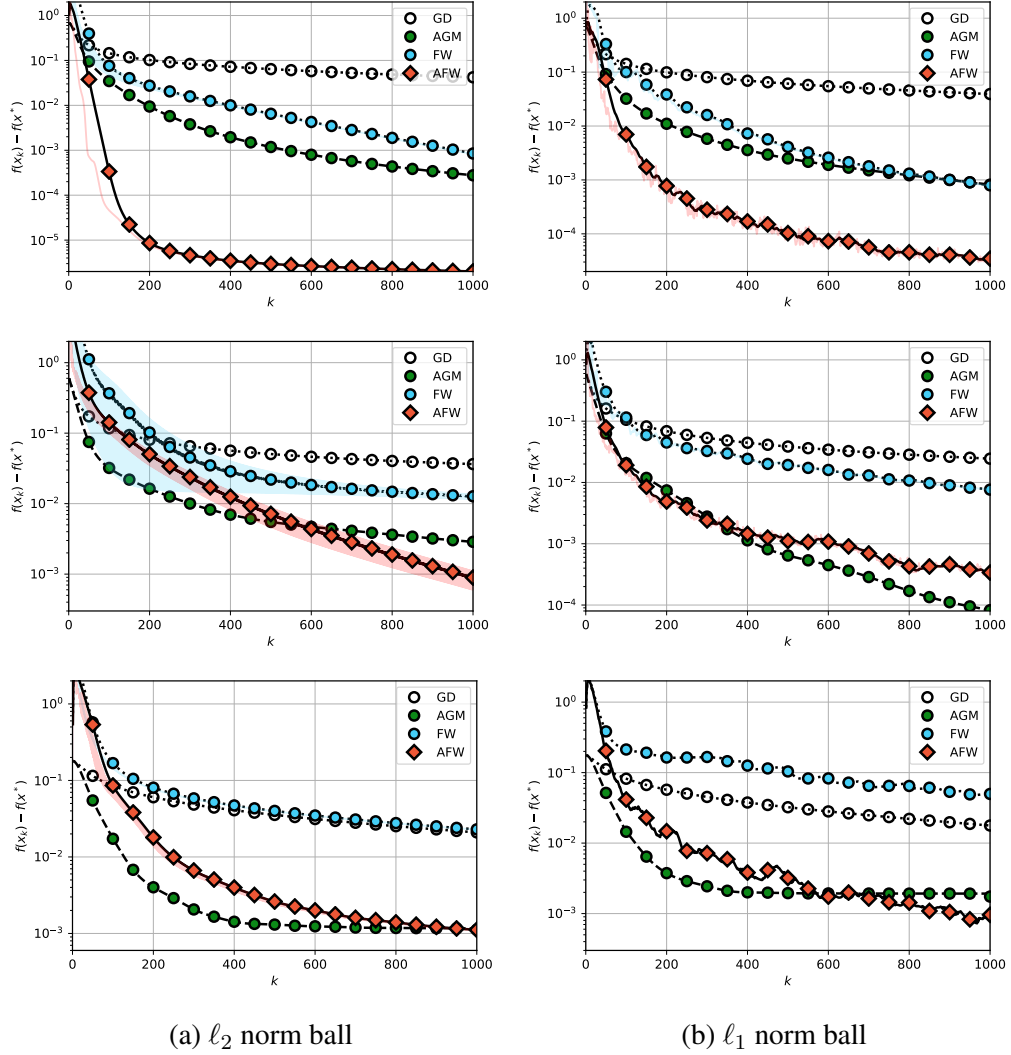 10⁰
10⁻¹
10⁻²
10⁻³
10⁻⁴
10⁻⁵
f(x_k) − f(x*)
0 200 400 600 800 1000
k
GD
AGM
FW
AFW
10⁰
10⁻¹
10⁻²
10⁻³
10⁻⁴
f(x_k) − f(x*)
0 200 400 600 800 1000
k
GD
AGM
FW
AFW
10⁰
10⁻¹
10⁻²
10⁻³
f(x_k) − f(x*)
0 200 400 600 800 1000
k
GD
AGM
FW
AFW
10⁰
10⁻¹
10⁻²
10⁻³
10⁻⁴
f(x_k) − f(x*)
0 200 400 600 800 1000
k
GD
AGM
FW
AFW
10⁰
10⁻¹
10⁻²
10⁻³
f(x_k) − f(x*)
0 200 400 600 800 1000
k
GD
AGM
FW
AFW
10⁰
10⁻¹
10⁻²
10⁻³
f(x_k) − f(x*)
0 200 400 600 800 1000
k
GD
AGM
FW
AFW
(a) ℓ₂ norm ball
(b) ℓ₁ norm ball